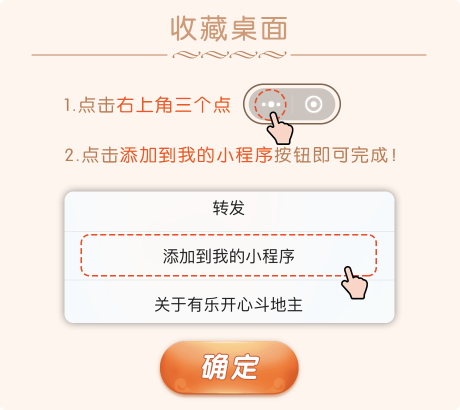 收藏桌面
1.点击右上角三个点
2.点击添加到我的小程序按钮即可完成!
转发
添加到我的小程序
关于有乐开心斗地主
确定